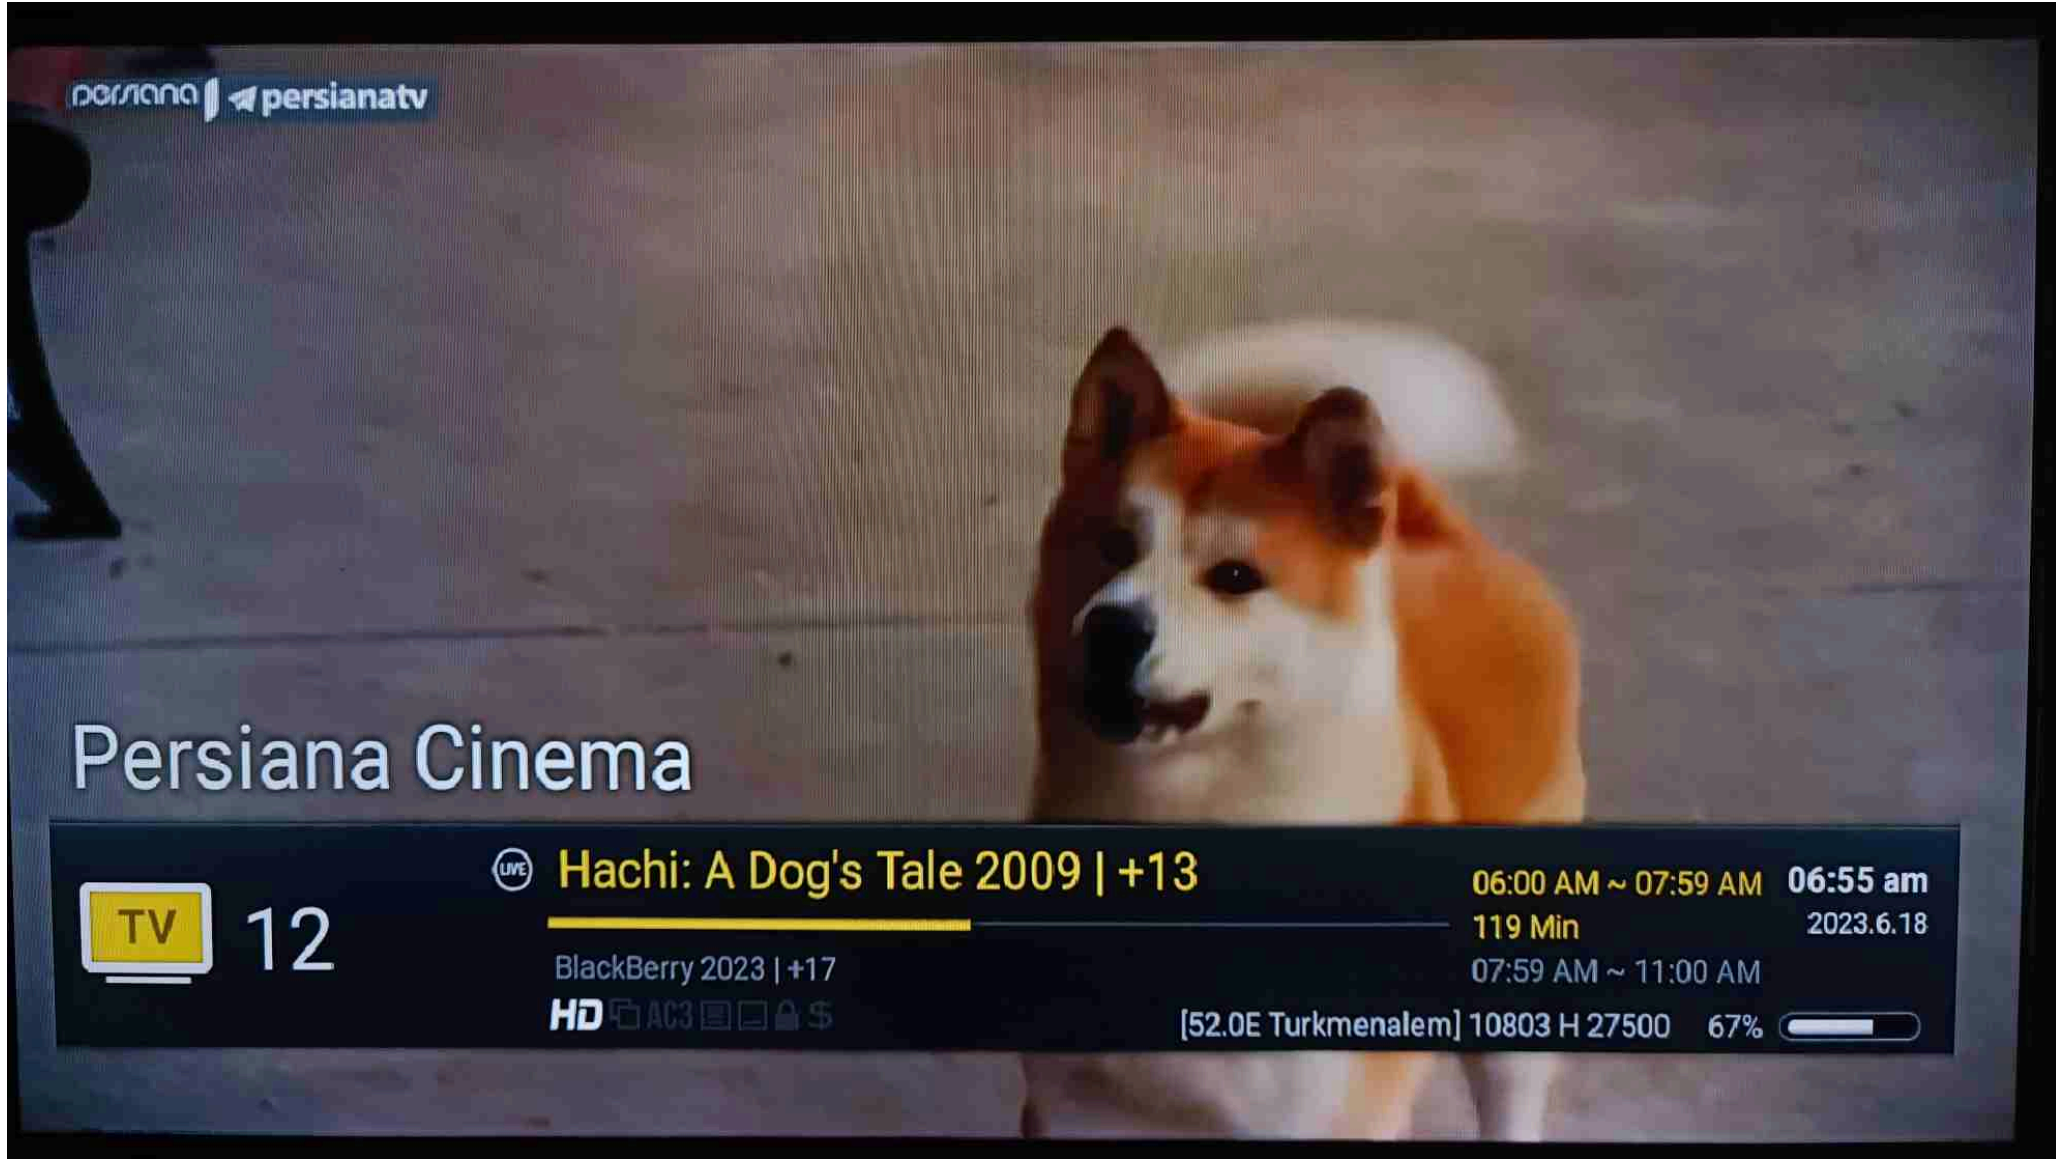 persiana persianatv
Persiana Cinema
LIVE Hachi: A Dog's Tale 2009 | +13
06:00 AM ~ 07:59 AM 06:55 am
TV 12
119 Min 2023.6.18
BlackBerry 2023 | +17 07:59 AM ~ 11:00 AM
HD AC3 $
[52.0E Turkmenalem] 10803 H 27500 67%